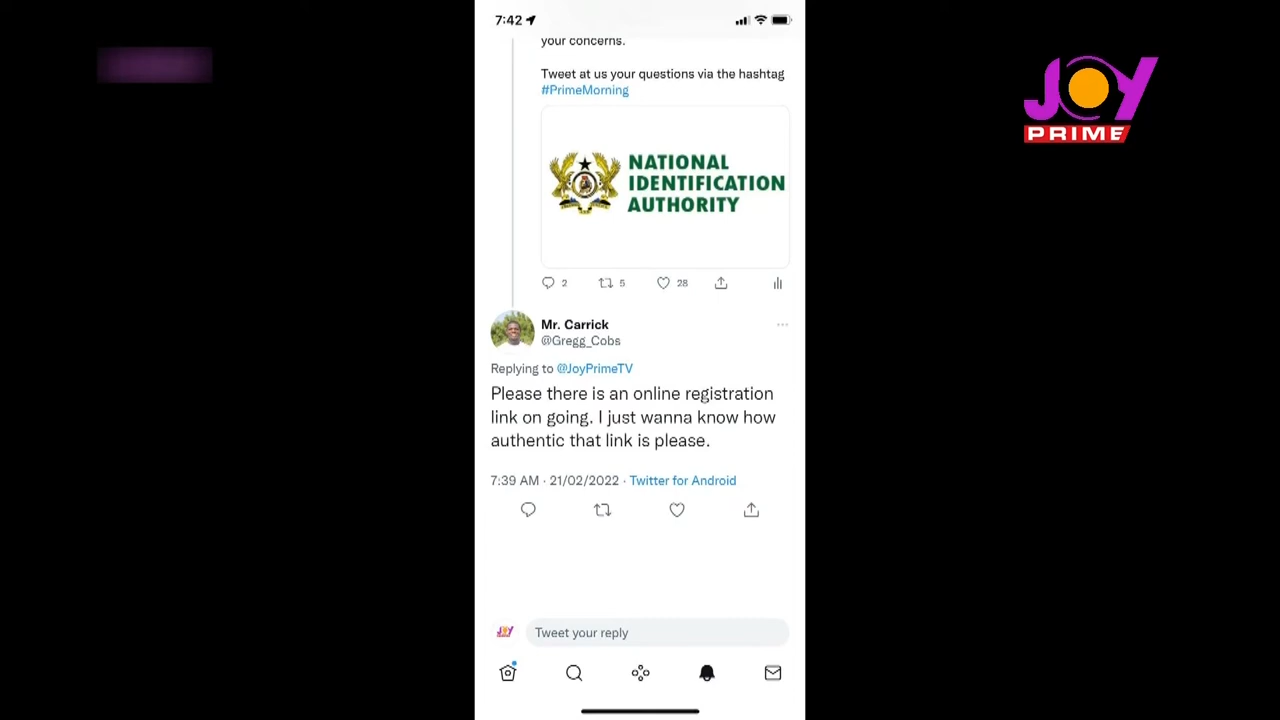 7:42
your concerns.
Tweet at us your questions via the hashtag
#PrimeMorning
NATIONAL
IDENTIFICATION
AUTHORITY
2 5 28
Mr. Carrick
@Gregg_Cobs
Replying to @JoyPrimeTV
Please there is an online registration
link on going. I just wanna know how
authentic that link is please.
7:39 AM · 21/02/2022 · Twitter for Android
JOY
Tweet your reply
JOY
PRIME